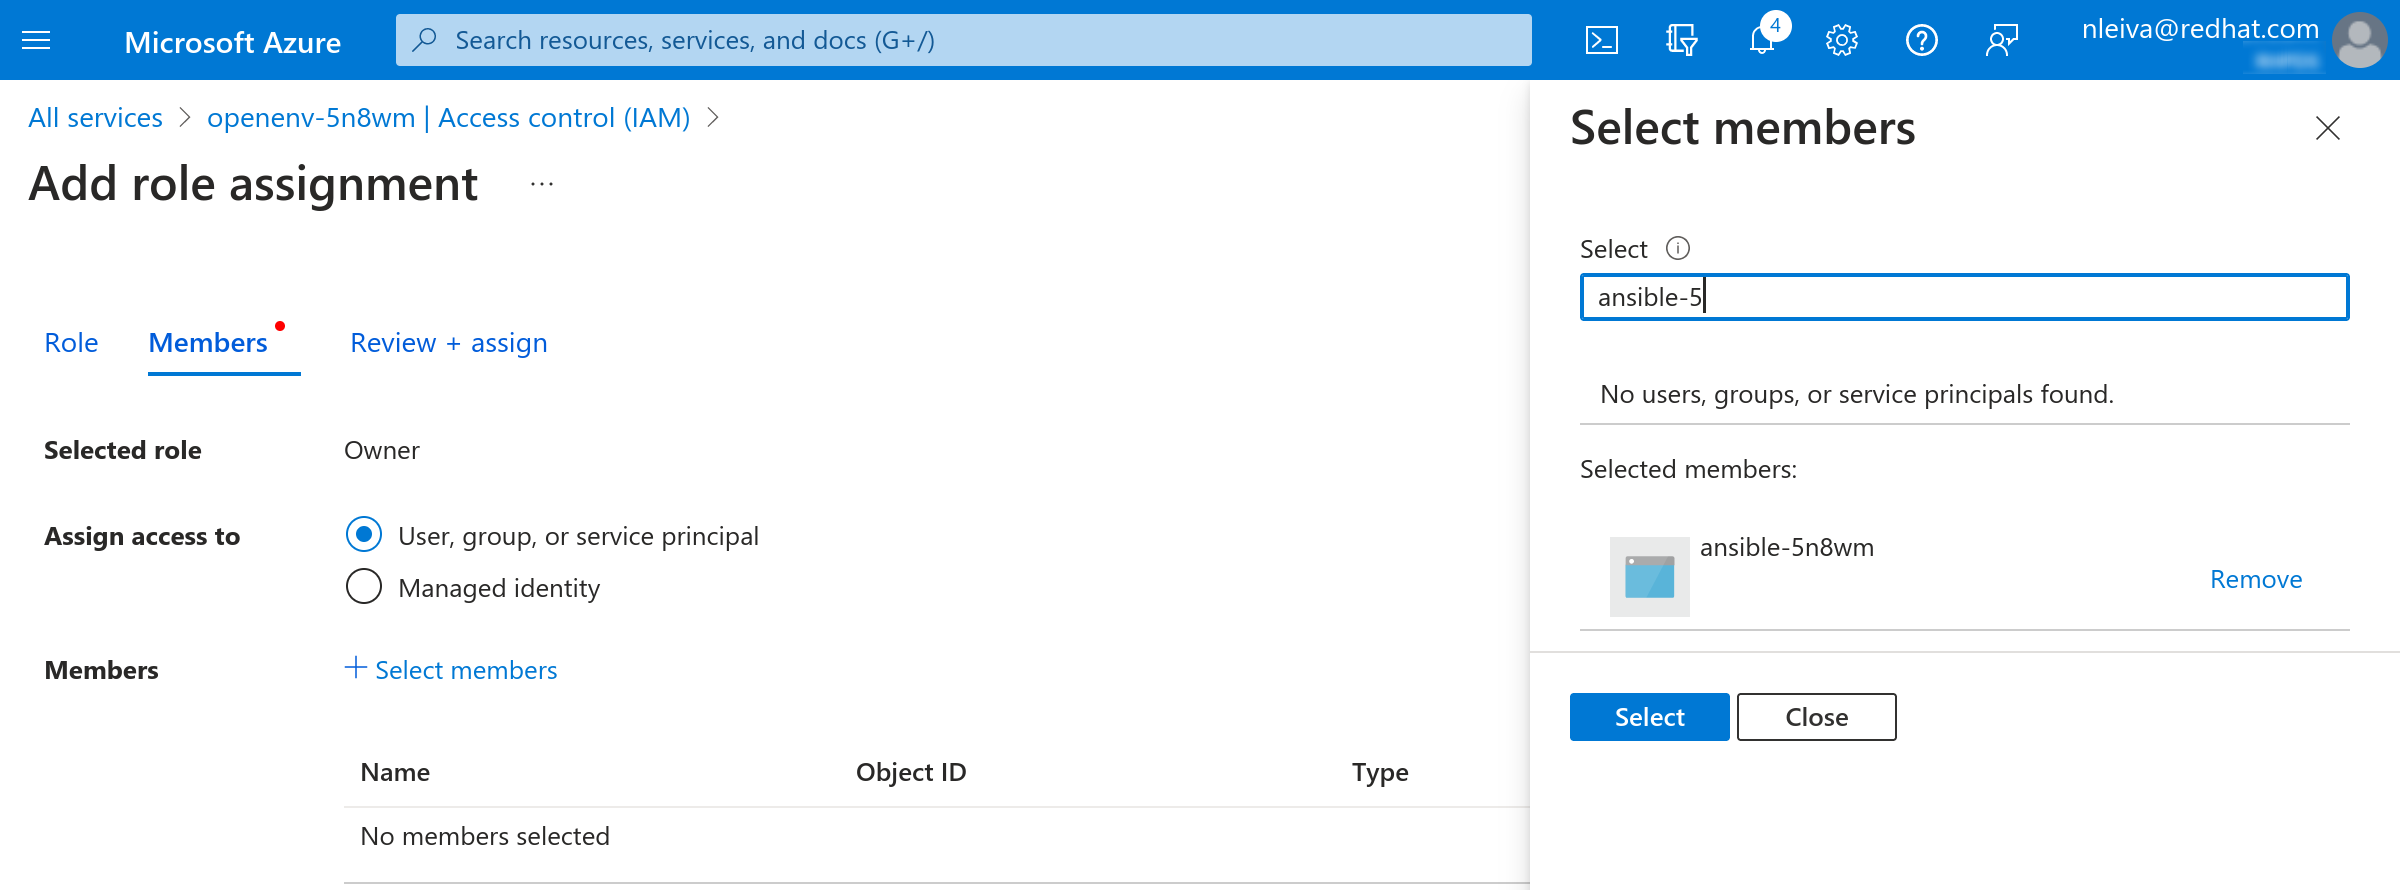 Microsoft Azure
Search resources, services, and docs (G+/)
4
nleiva@redhat.com
All services > openenv-5n8wm | Access control (IAM) >
Add role assignment ...
Role Members Review + assign
Selected role Owner
Assign access to User, group, or service principal
Managed identity
Members + Select members
Name Object ID Type
No members selected
Select members
Select
ansible-5
No users, groups, or service principals found.
Selected members:
ansible-5n8wm
Remove
Select Close